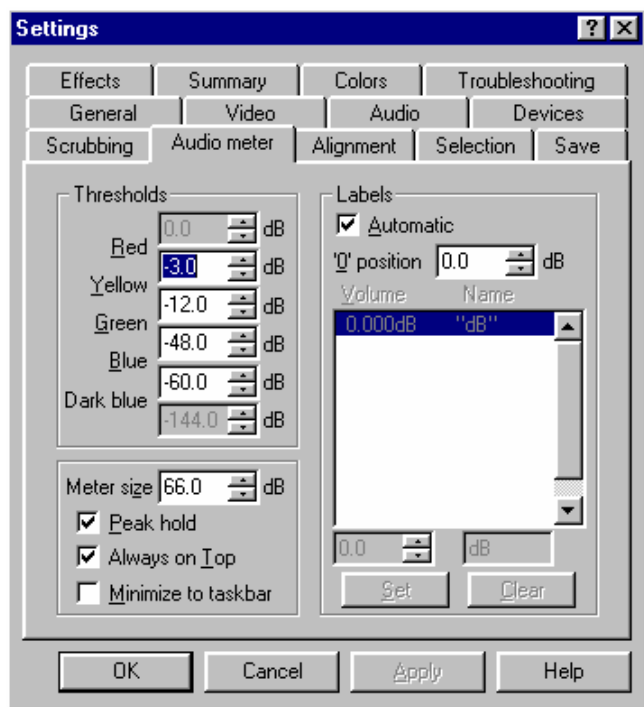 Settings
Effects Summary Colors Troubleshooting
General Video Audio Devices
Scrubbing Audio meter Alignment Selection Save
Thresholds
0.0 dB
Red
-3.0 dB
Yellow
-12.0 dB
Green
-48.0 dB
Blue
-60.0 dB
Dark blue
-144.0 dB
Meter size 66.0 dB
Peak hold
Always on Top
Minimize to taskbar
Labels
Automatic
'0' position 0.0 dB
Volume Name
0.000dB "dB"
0.0 dB
Set Clear
OK Cancel Apply Help